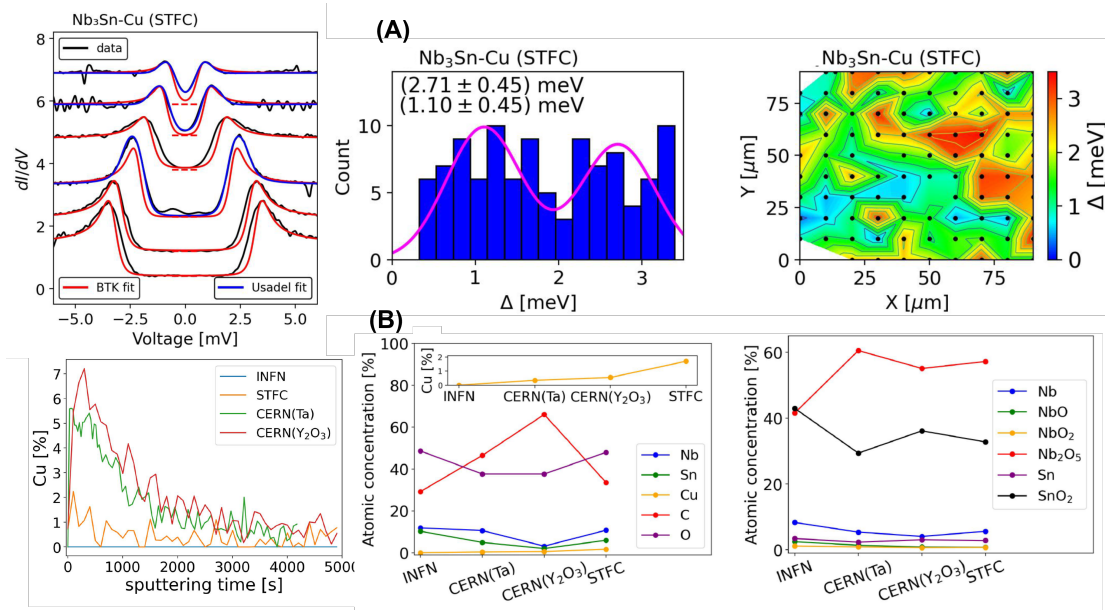 Nb₃Sn-Cu (STFC)
8
6
4
2
0
dI/dV
data
BTK fit
Usadel fit
−5.0
−2.5
0.0
2.5
5.0
Voltage [mV]
(A)
Nb₃Sn-Cu (STFC)
(2.71 ± 0.45) meV
(1.10 ± 0.45) meV
10
5
0
Count
0
1
2
3
Δ [meV]
Nb₃Sn-Cu (STFC)
75
50
25
0
Y [μm]
0
25
50
75
X [μm]
3
2
1
0
Δ [meV]
(B)
7
6
5
4
3
2
1
0
Cu [%]
INFN
STFC
CERN(Ta)
CERN(Y₂O₃)
0
1000
2000
3000
4000
5000
sputtering time [s]
100
80
60
40
20
0
Atomic concentration [%]
2
1
0
Cu [%]
INFN
CERN(Ta)
CERN(Y₂O₃)
STFC
Nb
Sn
Cu
C
O
INFN
CERN(Ta)
CERN(Y₂O₃)
STFC
60
40
20
0
Atomic concentration [%]
Nb
NbO
NbO₂
Nb₂O₅
Sn
SnO₂
INFN
CERN(Ta)
CERN(Y₂O₃)
STFC